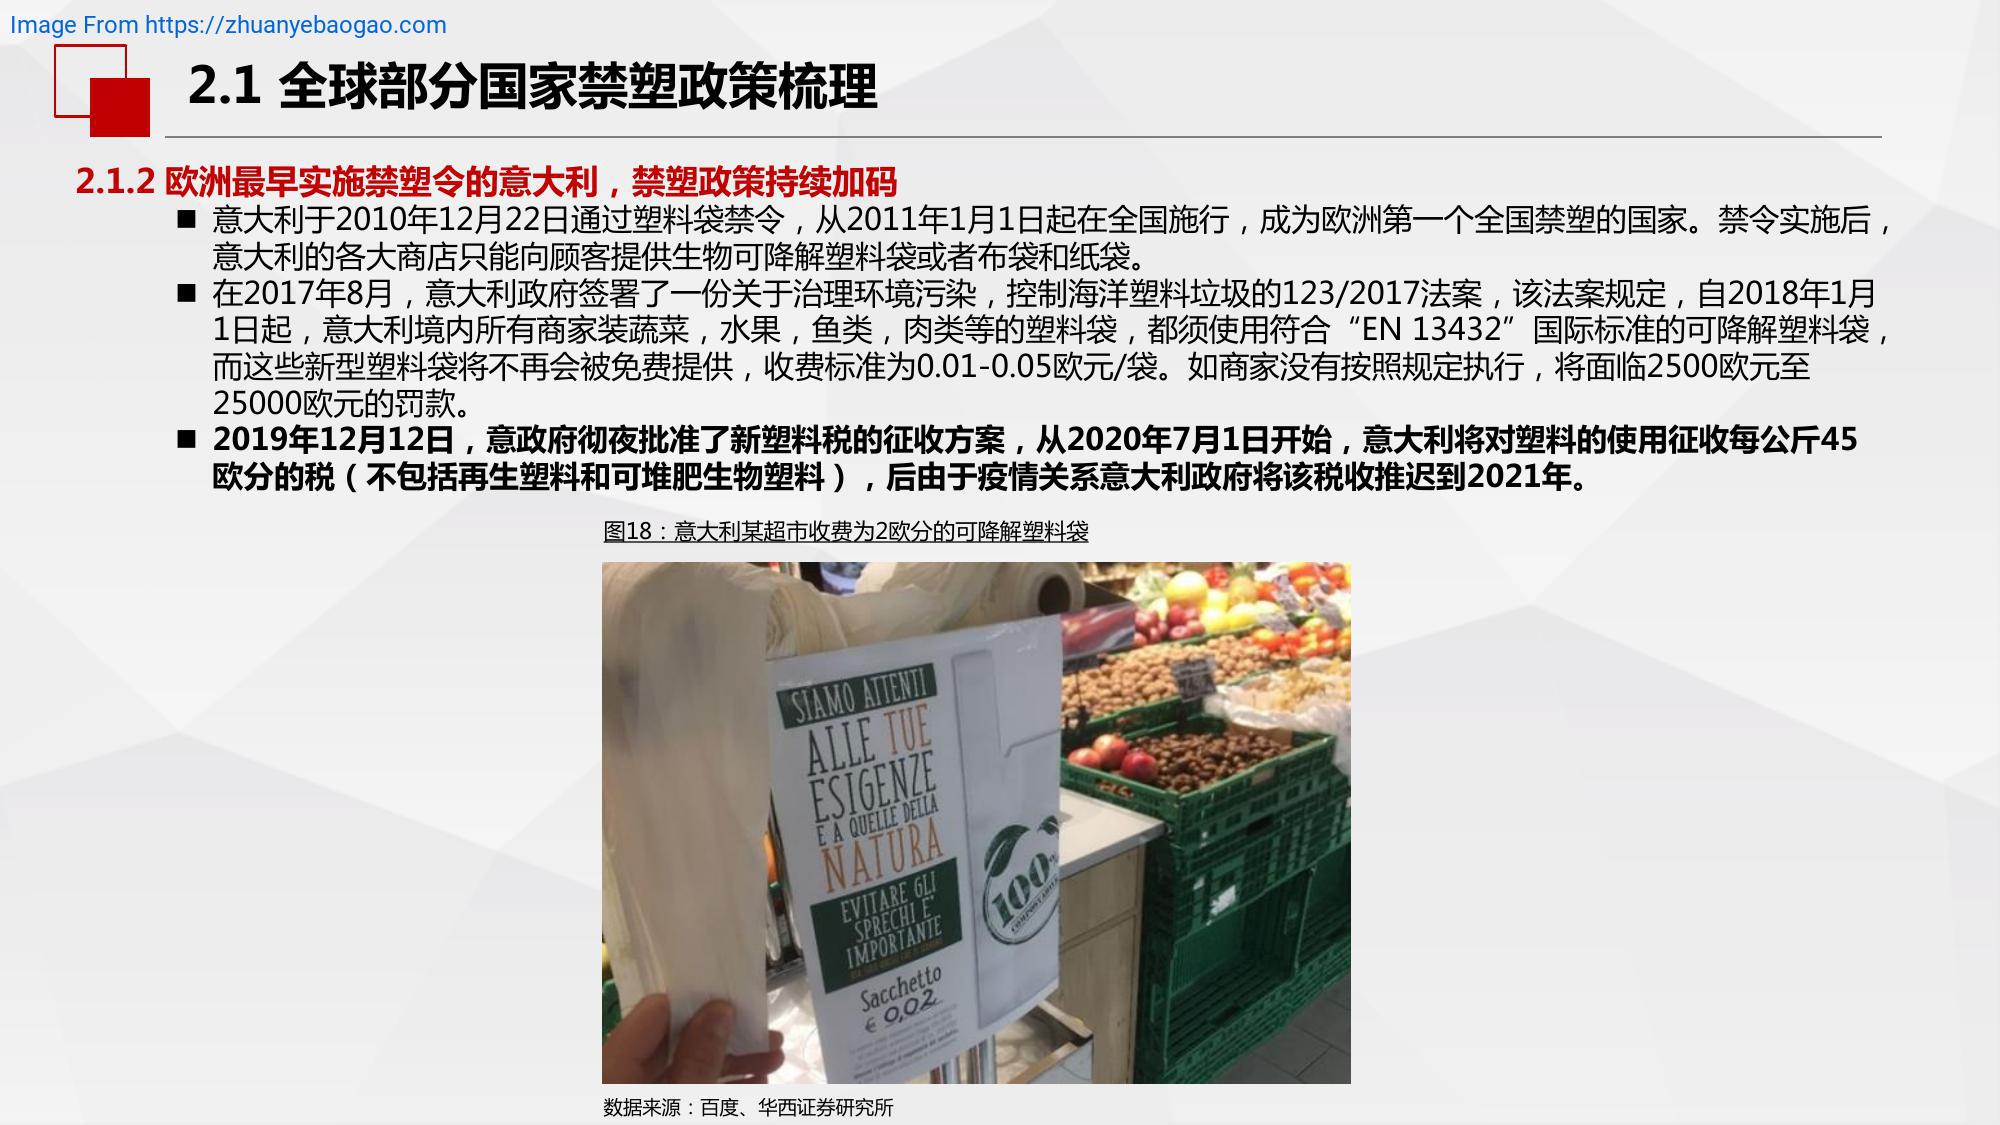 Image From https://zhuanyebaogao.com
2.1 全球部分国家禁塑政策梳理
2.1.2 欧洲最早实施禁塑令的意大利，禁塑政策持续加码
■ 意大利于2010年12月22日通过塑料袋禁令，从2011年1月1日起在全国施行，成为欧洲第一个全国禁塑的国家。禁令实施后，
意大利的各大商店只能向顾客提供生物可降解塑料袋或者布袋和纸袋。
■ 在2017年8月，意大利政府签署了一份关于治理环境污染，控制海洋塑料垃圾的123/2017法案，该法案规定，自2018年1月
1日起，意大利境内所有商家装蔬菜，水果，鱼类，肉类等的塑料袋，都须使用符合“EN 13432”国际标准的可降解塑料袋，
而这些新型塑料袋将不再会被免费提供，收费标准为0.01-0.05欧元/袋。如商家没有按照规定执行，将面临2500欧元至
25000欧元的罚款。
■ 2019年12月12日，意政府彻夜批准了新塑料税的征收方案，从2020年7月1日开始，意大利将对塑料的使用征收每公斤45
欧分的税（不包括再生塑料和可堆肥生物塑料），后由于疫情关系意大利政府将该税收推迟到2021年。
图18：意大利某超市收费为2欧分的可降解塑料袋
SIAMO ATTENTI
ALLE TUE
ESIGENZE
E A QUELLE DELLA
NATURA
EVITARE GLI
SPRECHI E'
IMPORTANTE
Sacchetto
€ 0,02
100%
数据来源：百度、华西证券研究所